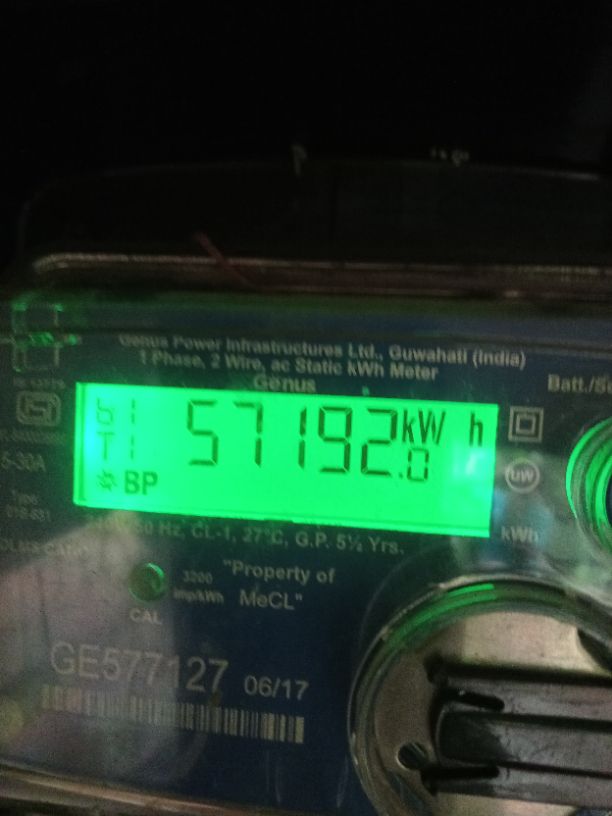 Genus Power Infrastructures Ltd., Guwahati (India)
1 Phase, 2 Wire, ac Static kWh Meter
Genus
Batt./
5-30A
T1
57192.0 kW h
BP
UW
50 Hz, CL-1, 27°C, G.P. 5½ Yrs.
kWh
3200
imp/kWh
"Property of
MeCL"
CAL
GE577127 06/17